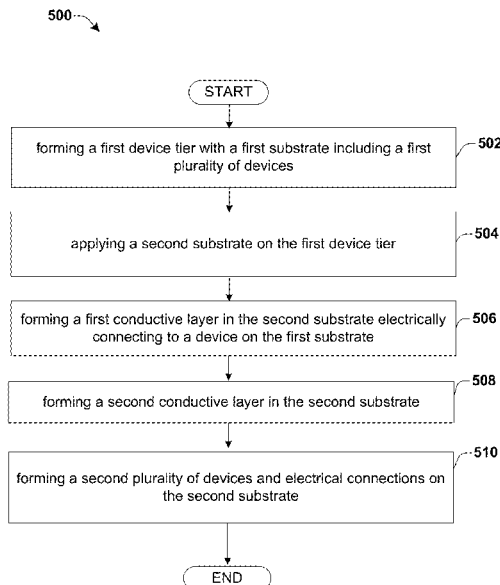 500
START
forming a first device tier with a first substrate including a first
plurality of devices
502
applying a second substrate on the first device tier
504
forming a first conductive layer in the second substrate electrically
connecting to a device on the first substrate
506
forming a second conductive layer in the second substrate
508
forming a second plurality of devices and electrical connections on
the second substrate
510
END